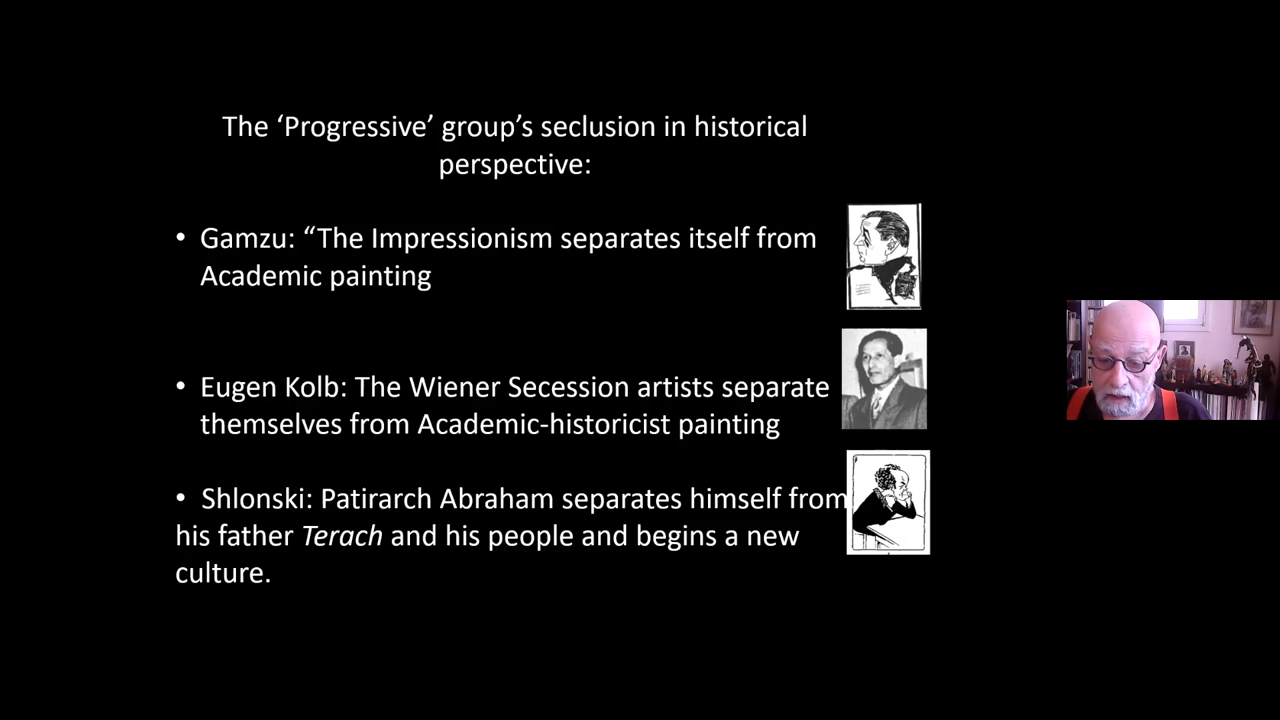 The ‘Progressive’ group’s seclusion in historical
perspective:
• Gamzu: “The Impressionism separates itself from
Academic painting
• Eugen Kolb: The Wiener Secession artists separate
themselves from Academic-historicist painting
• Shlonski: Patirarch Abraham separates himself from
his father Terach and his people and begins a new
culture.